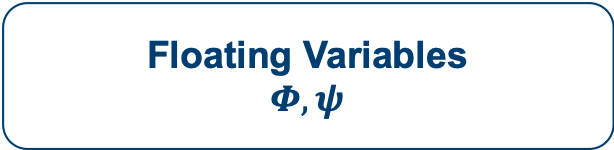 Floating Variables
Φ, ψ